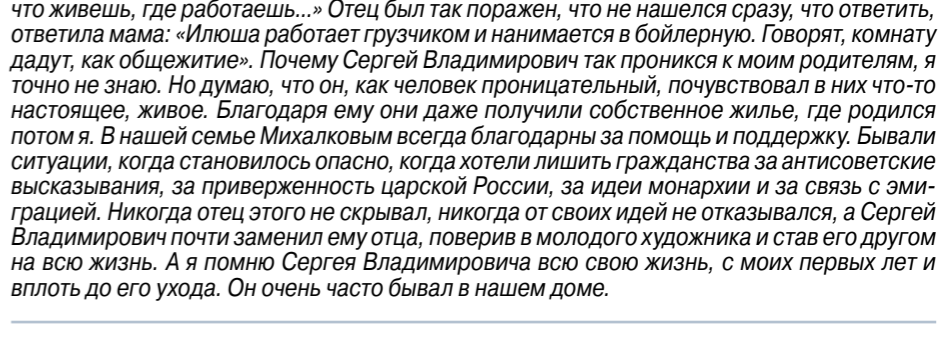 что живешь, где работаешь...» Отец был так поражен, что не нашелся сразу, что ответить,
ответила мама: «Илюша работает грузчиком и нанимается в бойлерную. Говорят, комнату
дадут, как общежитие». Почему Сергей Владимирович так проникся к моим родителям, я
точно не знаю. Но думаю, что он, как человек проницательный, почувствовал в них что-то
настоящее, живое. Благодаря ему они даже получили собственное жилье, где родился
потом я. В нашей семье Михалковым всегда благодарны за помощь и поддержку. Бывали
ситуации, когда становилось опасно, когда хотели лишить гражданства за антисоветские
высказывания, за приверженность царской России, за идеи монархии и за связь с эми-
грацией. Никогда отец этого не скрывал, никогда от своих идей не отказывался, а Сергей
Владимирович почти заменил ему отца, поверив в молодого художника и став его другом
на всю жизнь. А я помню Сергея Владимировича всю свою жизнь, с моих первых лет и
вплоть до его ухода. Он очень часто бывал в нашем доме.